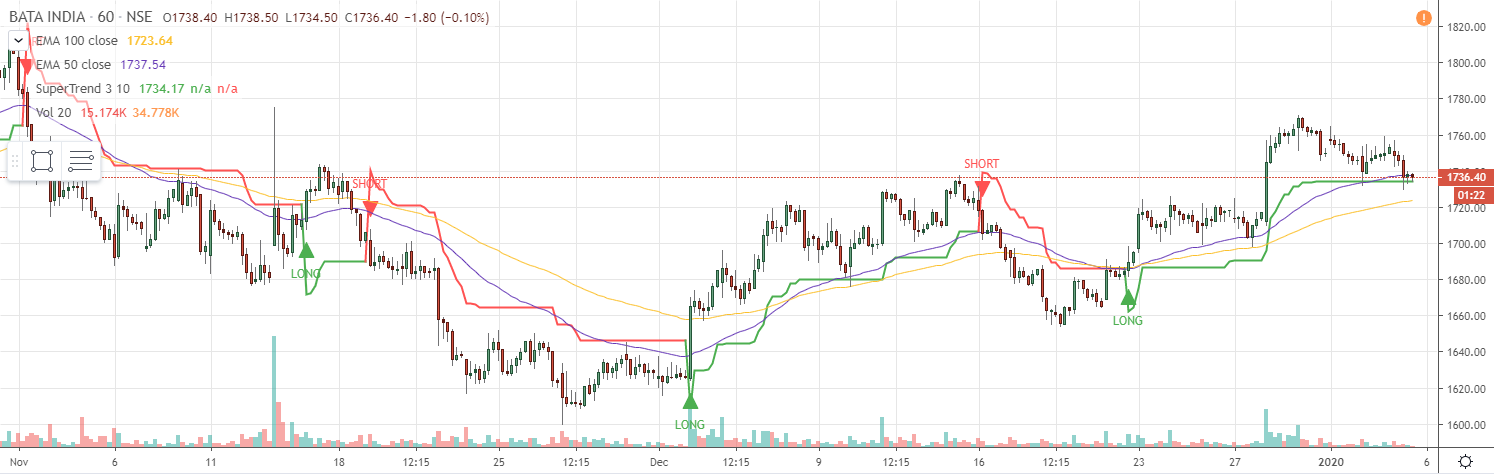 BATA INDIA · 60 · NSE O1738.40 H1738.50 L1734.50 C1736.40 −1.80 (−0.10%)
EMA 100 close 1723.64
EMA 50 close 1737.54
SuperTrend 3 10 1734.17 n/a n/a
Vol 20 15.174K 34.778K
SHORT
SHORT
LONG
LONG
LONG
1820.00
1800.00
1780.00
1760.00
1740.00
1736.40
01:22
1720.00
1700.00
1680.00
1660.00
1640.00
1620.00
1600.00
Nov 6 11 18 12:15 25 12:15 Dec 12:15 9 12:15 16 12:15 23 27 2020 6